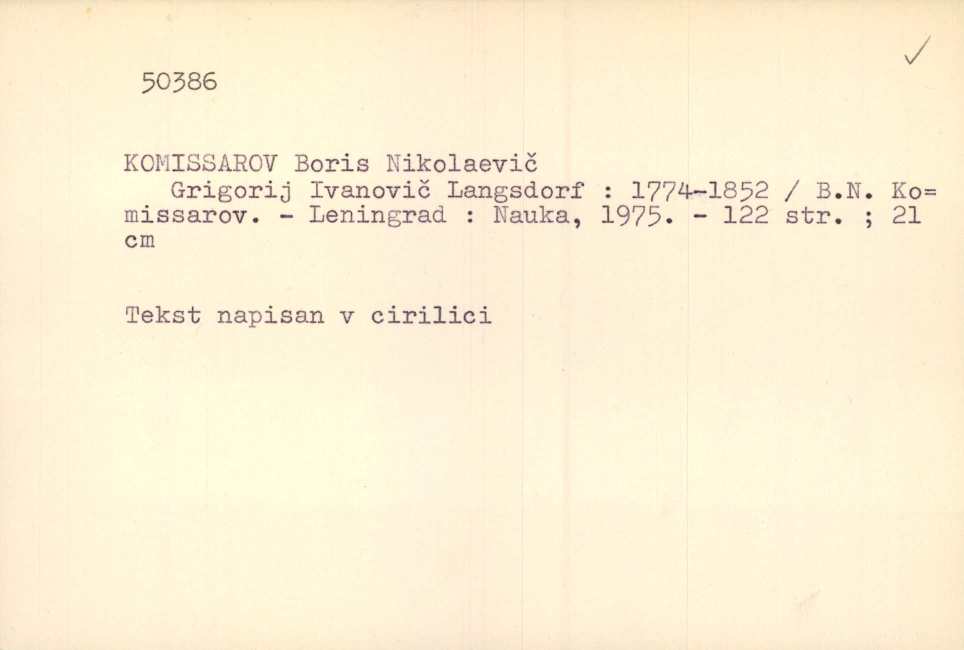 50386
KOMISSAROV Boris Nikolaevič
Grigorij Ivanovič Langsdorf : 1774-1852 / B.N. Ko=
missarov. - Leningrad : Nauka, 1975. - 122 str. ; 21
cm
Tekst napisan v cirilici